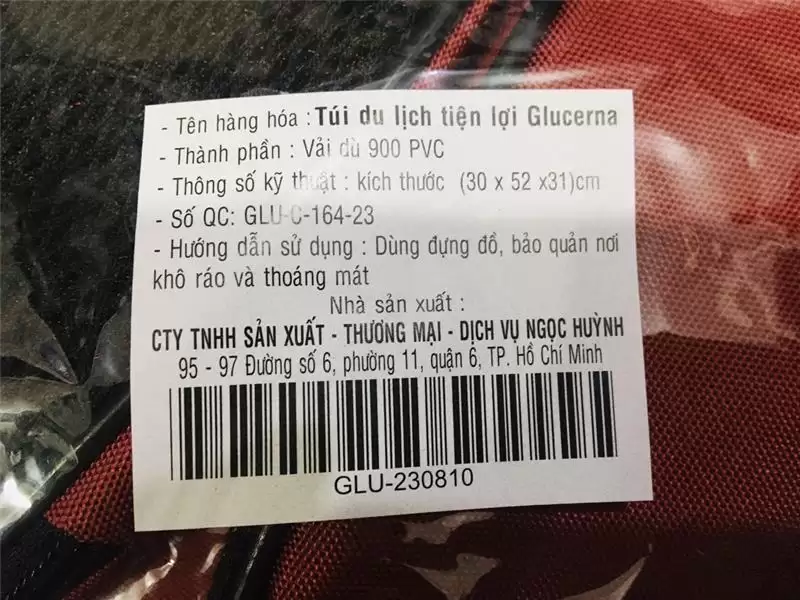 - Tên hàng hóa : Túi du lịch tiện lợi Glucerna
- Thành phần : Vải dù 900 PVC
- Thông số kỹ thuật : kích thước (30 x 52 x31)cm
- Số QC: GLU-C-164-23
- Hướng dẫn sử dụng : Dùng đựng đồ, bảo quản nơi
khô ráo và thoáng mát
Nhà sản xuất :
CTY TNHH SẢN XUẤT - THƯƠNG MẠI - DỊCH VỤ NGỌC HUỲNH
95 - 97 Đường số 6, phường 11, quận 6, TP. Hồ Chí Minh
GLU-230810